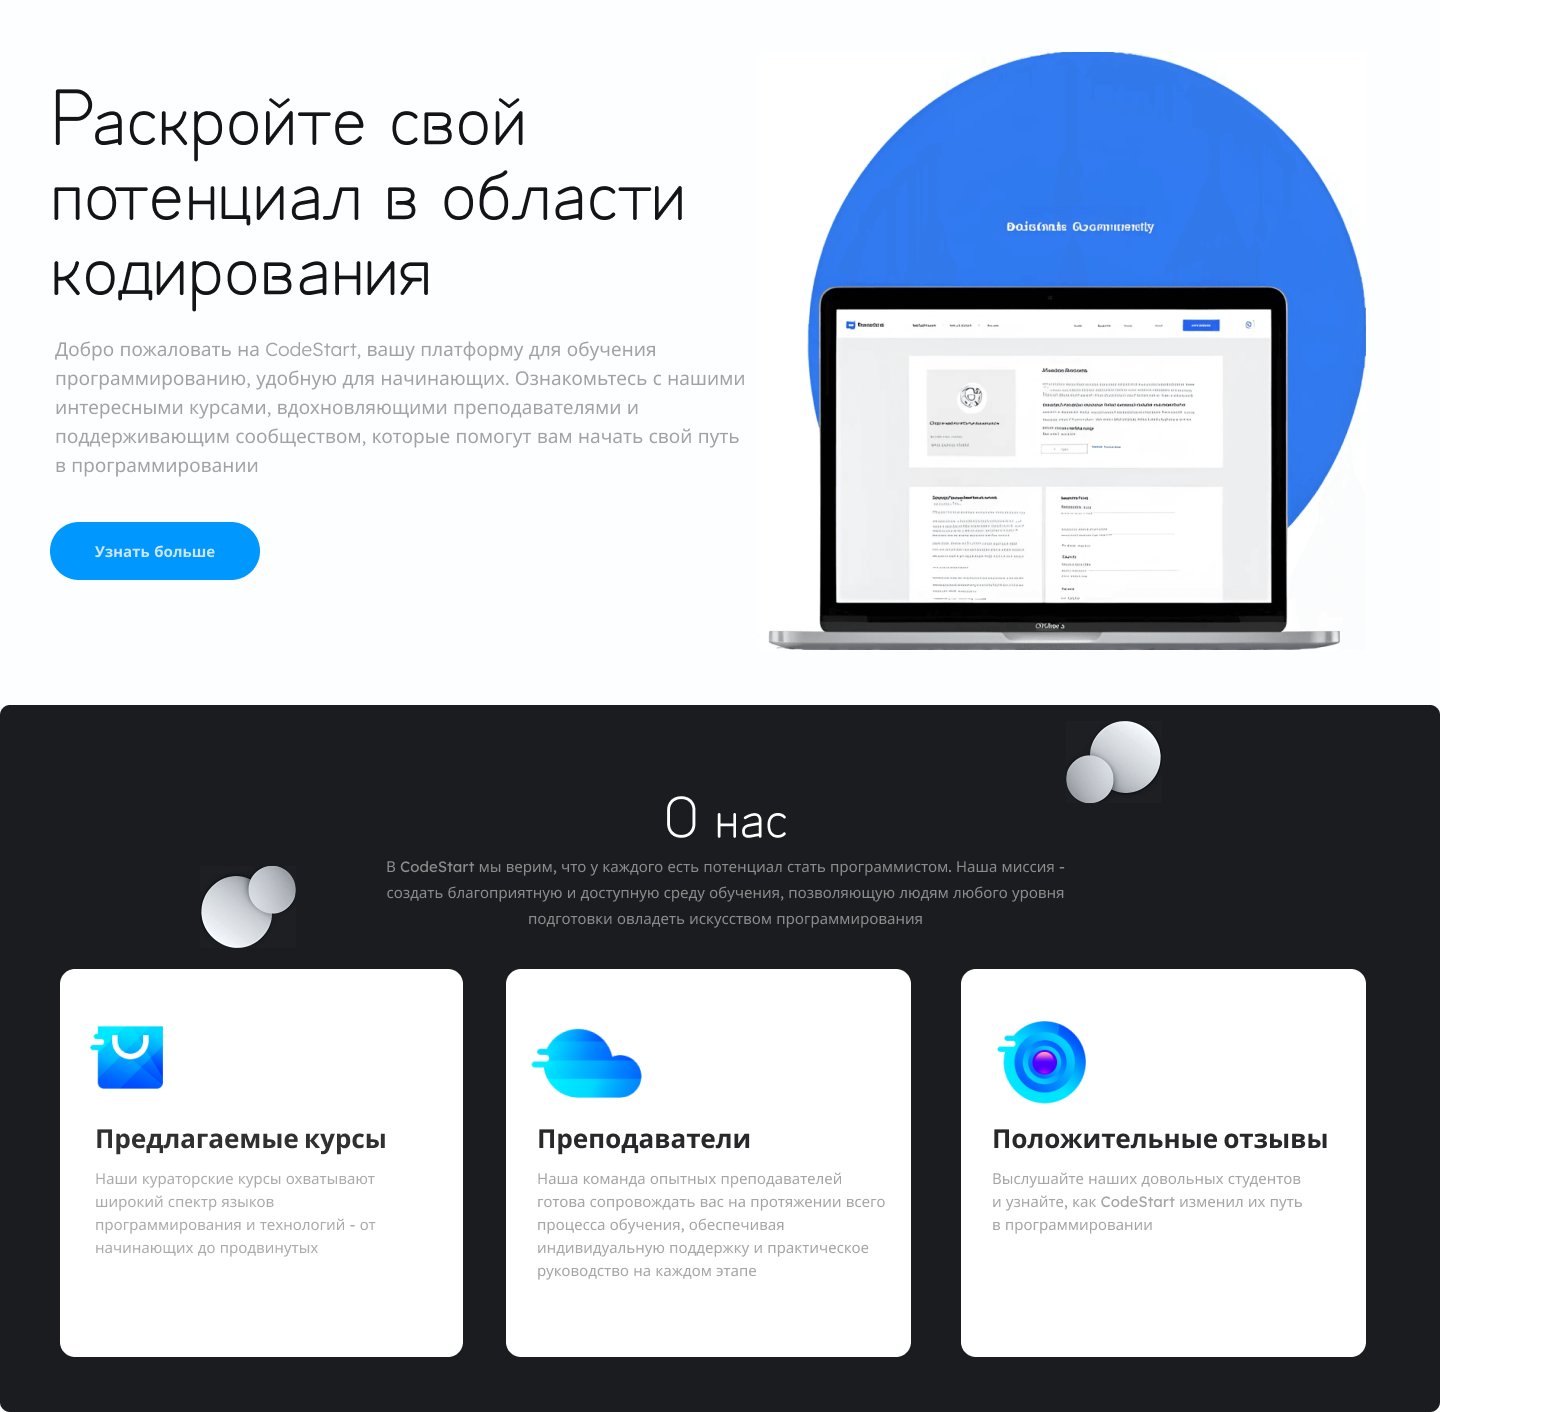 Раскройте свой
потенциал в области
кодирования
Добро пожаловать на CodeStart, вашу платформу для обучения
программированию, удобную для начинающих. Ознакомьтесь с нашими
интересными курсами, вдохновляющими преподавателями и
поддерживающим сообществом, которые помогут вам начать свой путь
в программировании
Узнать больше
О нас
В CodeStart мы верим, что у каждого есть потенциал стать программистом. Наша миссия -
создать благоприятную и доступную среду обучения, позволяющую людям любого уровня
подготовки овладеть искусством программирования
Предлагаемые курсы
Наши кураторские курсы охватывают
широкий спектр языков
программирования и технологий - от
начинающих до продвинутых
Преподаватели
Наша команда опытных преподавателей
готова сопровождать вас на протяжении всего
процесса обучения, обеспечивая
индивидуальную поддержку и практическое
руководство на каждом этапе
Положительные отзывы
Выслушайте наших довольных студентов
и узнайте, как CodeStart изменил их путь
в программировании